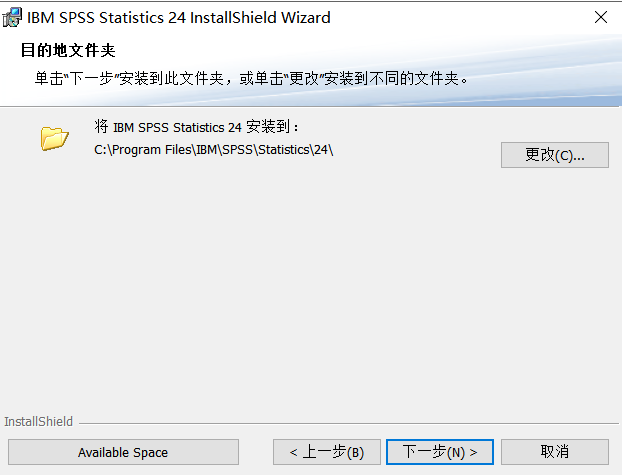 IBM SPSS Statistics 24 InstallShield Wizard
目的地文件夹
单击“下一步”安装到此文件夹，或单击“更改”安装到不同的文件夹。
将 IBM SPSS Statistics 24 安装到：
C:\Program Files\IBM\SPSS\Statistics\24\
更改(C)...
InstallShield
Available Space
< 上一步(B)
下一步(N) >
取消